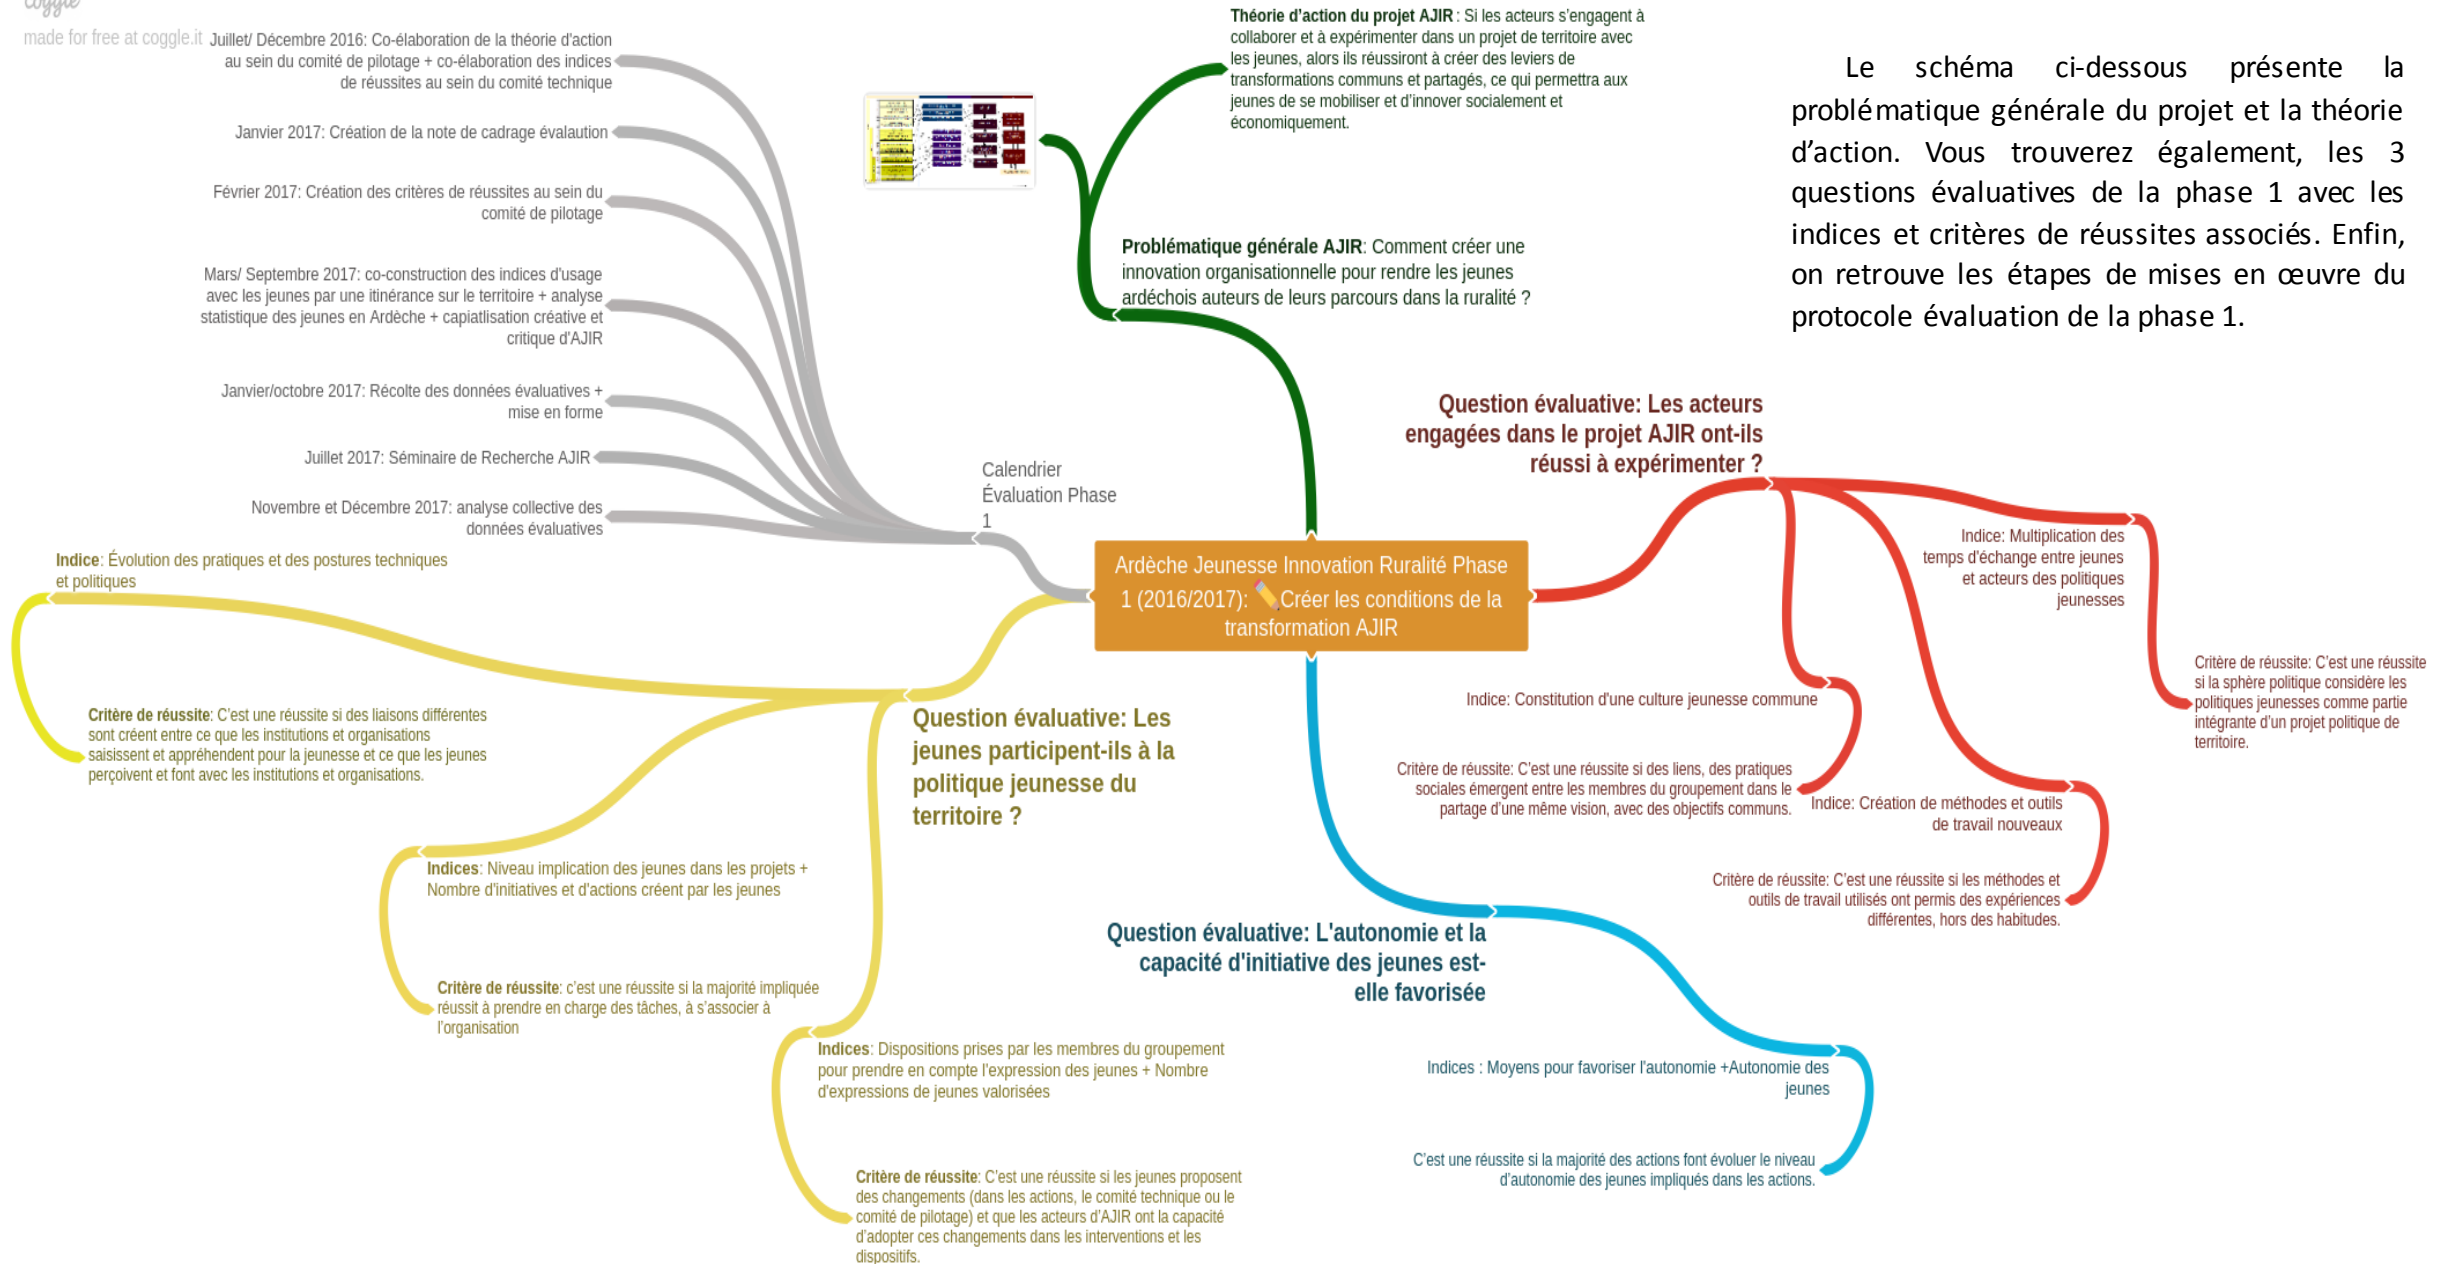 coggle
made for free at coggle.it
Juillet/ Décembre 2016: Co-élaboration de la théorie d'action
au sein du comité de pilotage + co-élaboration des indices
de réussites au sein du comité technique
Janvier 2017: Création de la note de cadrage évalaution
Février 2017: Création des critères de réussites au sein du
comité de pilotage
Mars/ Septembre 2017: co-construction des indices d'usage
avec les jeunes par une itinérance sur le territoire + analyse
statistique des jeunes en Ardèche + capiatlisation créative et
critique d'AJIR
Janvier/octobre 2017: Récolte des données évaluatives +
mise en forme
Juillet 2017: Séminaire de Recherche AJIR
Novembre et Décembre 2017: analyse collective des
données évaluatives
Calendrier
Évaluation Phase
1
Théorie d'action du projet AJIR : Si les acteurs s'engagent à
collaborer et à expérimenter dans un projet de territoire avec
les jeunes, alors ils réussiront à créer des leviers de
transformations communs et partagés, ce qui permettra aux
jeunes de se mobiliser et d'innover socialement et
économiquement.
Problématique générale AJIR: Comment créer une
innovation organisationnelle pour rendre les jeunes
ardéchois auteurs de leurs parcours dans la ruralité ?
Le schéma ci-dessous présente la
problématique générale du projet et la théorie
d'action. Vous trouverez également, les 3
questions évaluatives de la phase 1 avec les
indices et critères de réussites associés. Enfin,
on retrouve les étapes de mises en œuvre du
protocole évaluation de la phase 1.
Ardèche Jeunesse Innovation Ruralité Phase
1 (2016/2017): ✏️Créer les conditions de la
transformation AJIR
Question évaluative: Les acteurs
engagées dans le projet AJIR ont-ils
réussi à expérimenter ?
Indice: Multiplication des
temps d'échange entre jeunes
et acteurs des politiques
jeunesses
Critère de réussite: C'est une réussite
si la sphère politique considère les
politiques jeunesses comme partie
intégrante d'un projet politique de
territoire.
Indice: Constitution d'une culture jeunesse commune
Critère de réussite: C'est une réussite si des liens, des pratiques
sociales émergent entre les membres du groupement dans le
partage d'une même vision, avec des objectifs communs.
Indice: Création de méthodes et outils
de travail nouveaux
Critère de réussite: C'est une réussite si les méthodes et
outils de travail utilisés ont permis des expériences
différentes, hors des habitudes.
Indice: Évolution des pratiques et des postures techniques
et politiques
Critère de réussite: C'est une réussite si des liaisons différentes
sont créent entre ce que les institutions et organisations
saisissent et appréhendent pour la jeunesse et ce que les jeunes
perçoivent et font avec les institutions et organisations.
Question évaluative: Les
jeunes participent-ils à la
politique jeunesse du
territoire ?
Indices: Niveau implication des jeunes dans les projets +
Nombre d'initiatives et d'actions créent par les jeunes
Critère de réussite: c'est une réussite si la majorité impliquée
réussit à prendre en charge des tâches, à s'associer à
l'organisation
Indices: Dispositions prises par les membres du groupement
pour prendre en compte l'expression des jeunes + Nombre
d'expressions de jeunes valorisées
Critère de réussite: C'est une réussite si les jeunes proposent
des changements (dans les actions, le comité technique ou le
comité de pilotage) et que les acteurs d'AJIR ont la capacité
d'adopter ces changements dans les interventions et les
dispositifs.
Question évaluative: L'autonomie et la
capacité d'initiative des jeunes est-
elle favorisée
Indices : Moyens pour favoriser l'autonomie +Autonomie des
jeunes
C'est une réussite si la majorité des actions font évoluer le niveau
d'autonomie des jeunes impliqués dans les actions.